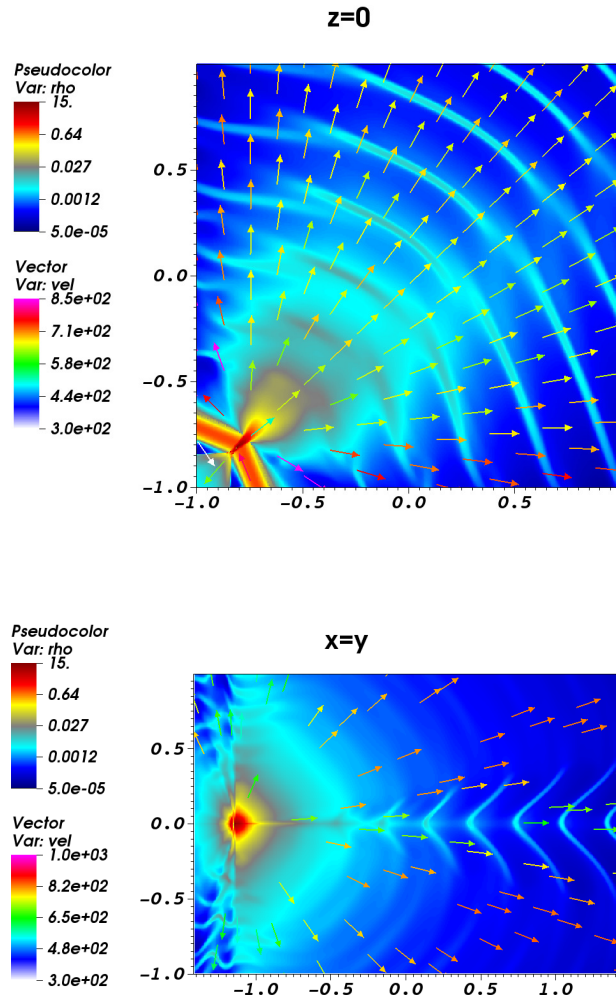 z=0
Pseudocolor
Var: rho
15.
0.64
0.027
0.0012
5.0e-05
Vector
Var: vel
8.5e+02
7.1e+02
5.8e+02
4.4e+02
3.0e+02
0.5
0.0
-0.5
-1.0
-1.0 -0.5 0.0 0.5
x=y
Pseudocolor
Var: rho
15.
0.64
0.027
0.0012
5.0e-05
Vector
Var: vel
1.0e+03
8.2e+02
6.5e+02
4.8e+02
3.0e+02
0.5
0.0
-0.5
-1.0
-1.0 -0.5 0.0 0.5 1.0